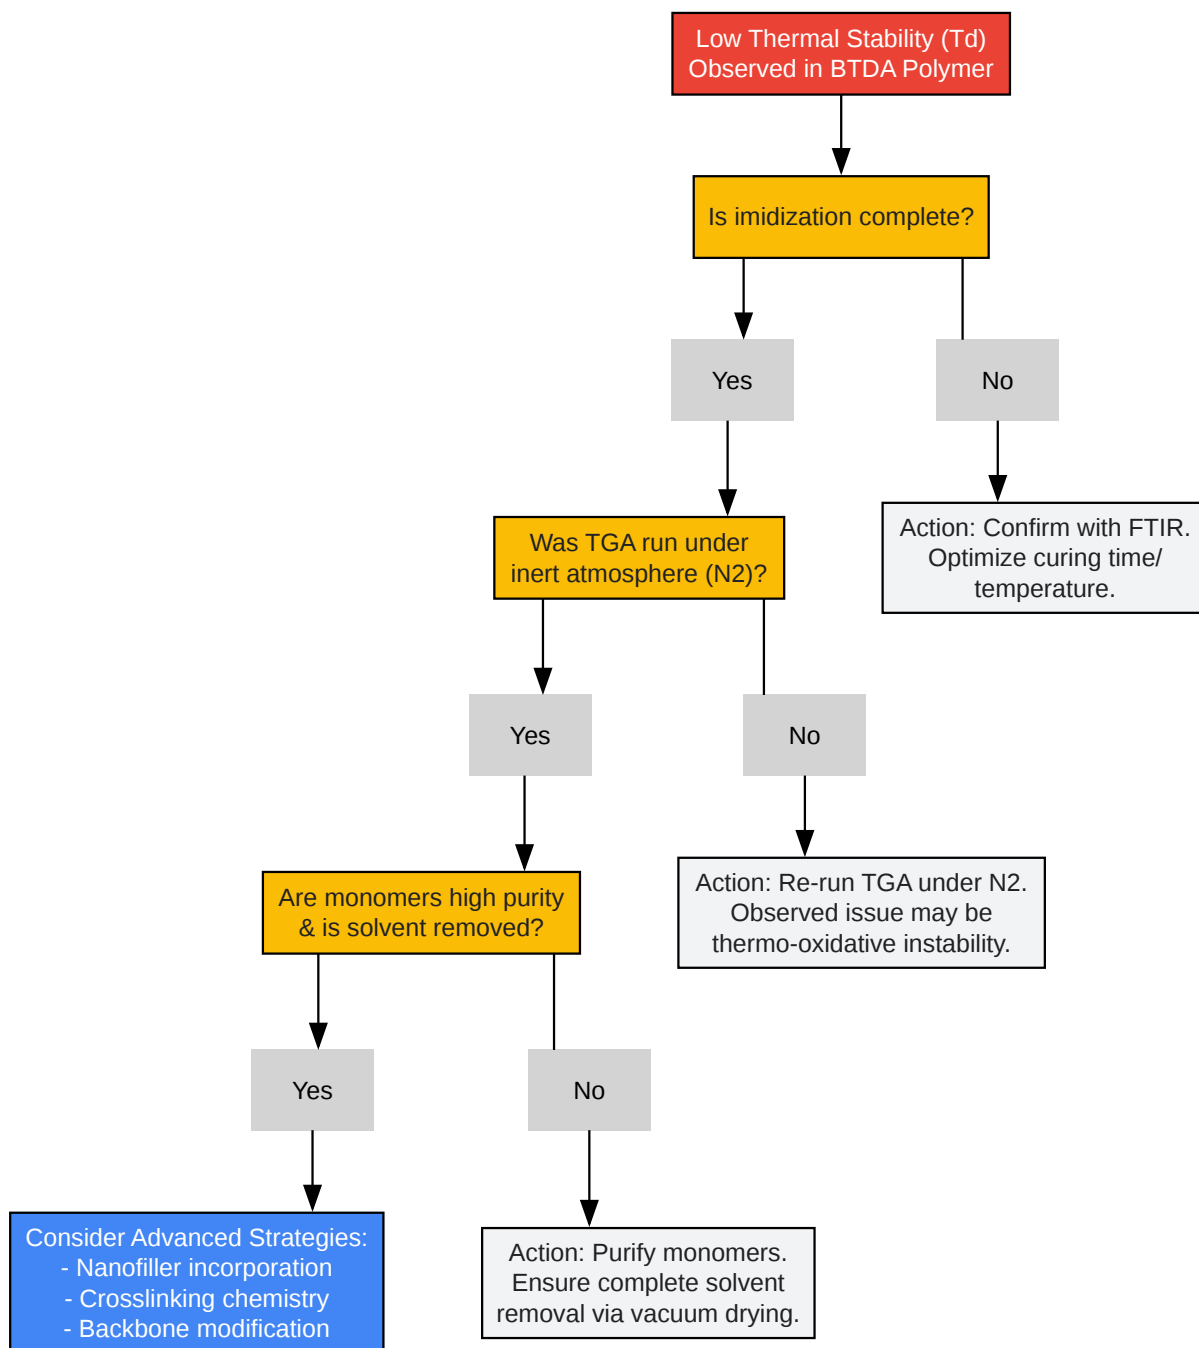 Low Thermal Stability (Td)
Observed in BTDA Polymer
Is imidization complete?
Yes
No
Action: Confirm with FTIR.
Optimize curing time/
temperature.
Was TGA run under
inert atmosphere (N2)?
Yes
No
Action: Re-run TGA under N2.
Observed issue may be
thermo-oxidative instability.
Are monomers high purity
& is solvent removed?
Yes
No
Consider Advanced Strategies:
- Nanofiller incorporation
- Crosslinking chemistry
- Backbone modification
Action: Purify monomers.
Ensure complete solvent
removal via vacuum drying.